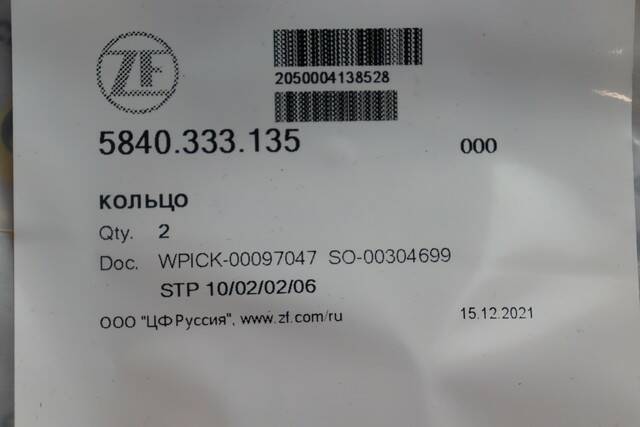 ZF
2050004138528
5840.333.135 000
кольцо
Qty. 2
Doc. WPICK-00097047 SO-00304699
STP 10/02/02/06
ООО "ЦФ Руссия", www.zf.com/ru 15.12.2021